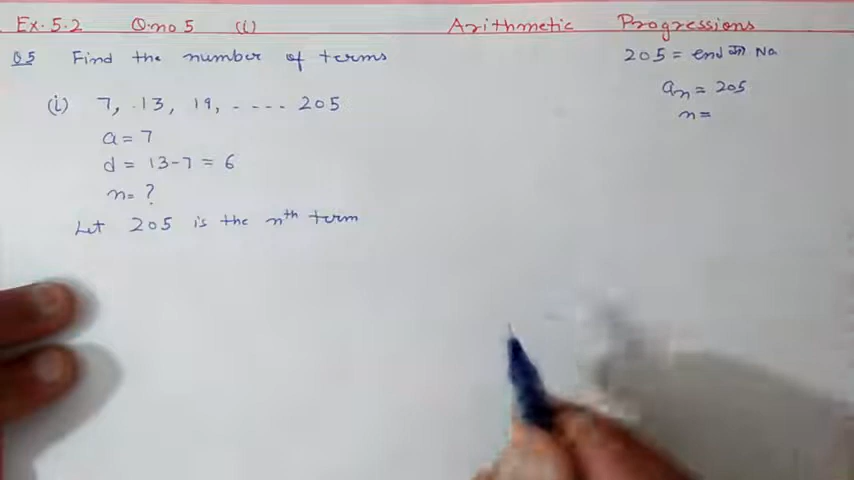 Ex.5.2 Q.no 5 (i) Arithmetic Progressions
Q5 Find the number of terms
205 = end का No
(i) 7, 13, 19, ---- 205
aₙ = 205
n =
a = 7
d = 13-7 = 6
n = ?
Let 205 is the nᵗʰ term